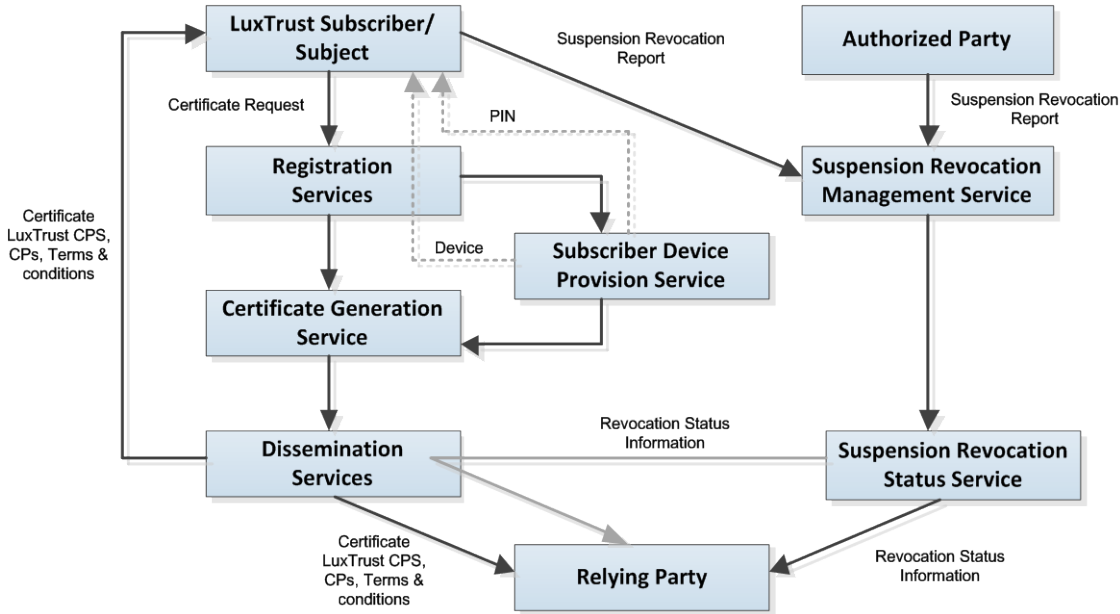 LuxTrust Subscriber/
Subject
Authorized Party
Suspension Revocation
Report
Certificate Request
PIN
Suspension Revocation
Report
Registration
Services
Suspension Revocation
Management Service
Certificate
LuxTrust CPS,
CPs, Terms &
conditions
Device
Subscriber Device
Provision Service
Certificate Generation
Service
Revocation Status
Information
Dissemination
Services
Suspension Revocation
Status Service
Certificate
LuxTrust CPS,
CPs, Terms &
conditions
Relying Party
Revocation Status
Information